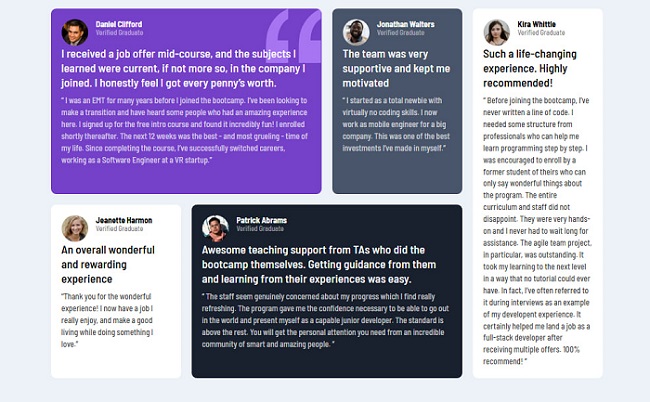 Daniel Clifford
Verified Graduate
I received a job offer mid-course, and the subjects I
learned were current, if not more so, in the company I
joined. I honestly feel I got every penny's worth.
" I was an EMT for many years before I joined the bootcamp. I've been looking to
make a transition and have heard some people who had an amazing experience
here. I signed up for the free intro course and found it incredibly fun! I enrolled
shortly thereafter. The next 12 weeks was the best - and most grueling - time of
my life. Since completing the course, I've successfully switched careers,
working as a Software Engineer at a VR startup."
Jonathan Walters
Verified Graduate
The team was very
supportive and kept me
motivated
" I started as a total newbie with
virtually no coding skills. I now
work as mobile engineer for a big
company. This was one of the best
investments I've made in myself."
Kira Whittle
Verified Graduate
Such a life-changing
experience. Highly
recommended!
" Before joining the bootcamp, I've
never written a line of code. I
needed some structure from
professionals who can help me
learn programming step by step. I
was encouraged to enroll by a
former student of theirs who can
only say wonderful things about
the program. The entire
curriculum and staff did not
disappoint. They were very hands-
on and I never had to wait long for
assistance. The agile team project,
in particular, was outstanding. It
took my learning to the next level
in a way that no tutorial could ever
have. In fact, I've often referred to
it during interviews as an example
of my developent experience. It
certainly helped me land a job as a
full-stack developer after
receiving multiple offers. 100%
recommend! "
Jeanette Harmon
Verified Graduate
An overall wonderful
and rewarding
experience
"Thank you for the wonderful
experience! I now have a job I
really enjoy, and make a good
living while doing something I
love."
Patrick Abrams
Verified Graduate
Awesome teaching support from TAs who did the
bootcamp themselves. Getting guidance from them
and learning from their experiences was easy.
" The staff seem genuinely concerned about my progress which I find really
refreshing. The program gave me the confidence necessary to be able to go out
in the world and present myself as a capable junior developer. The standard is
above the rest. You will get the personal attention you need from an incredible
community of smart and amazing people. "